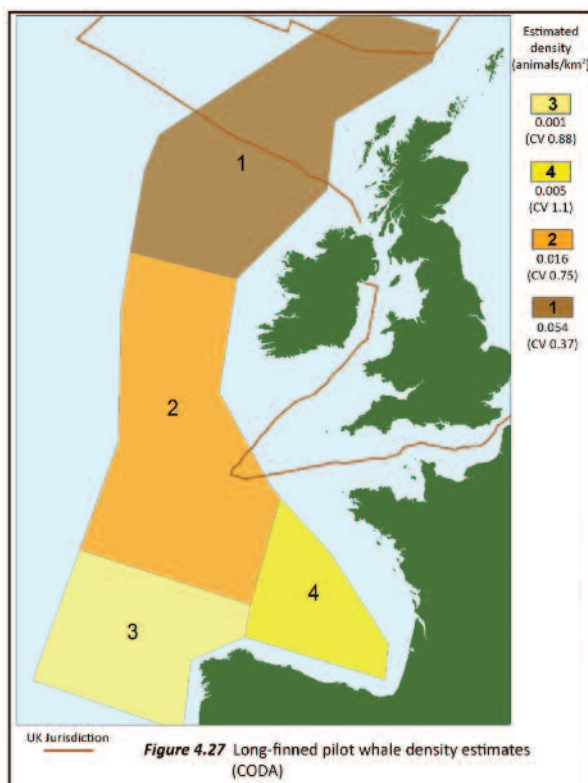 Estimated
density
(animals/km²)
3
0.001
(CV 0.88)
4
0.005
(CV 1.1)
2
0.016
(CV 0.75)
1
0.054
(CV 0.37)
1
2
3
4
UK Jurisdiction
Figure 4.27 Long-finned pilot whale density estimates
(CODA)